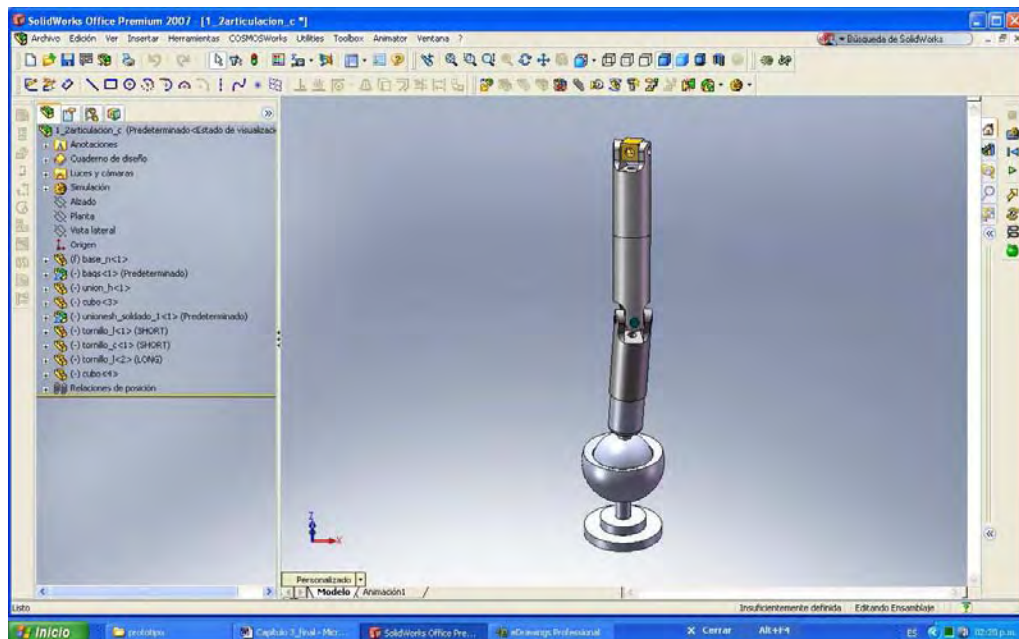 SolidWorks Office Premium 2007 - [1_2articulacion_c *]
Archivo Edición Ver Insertar Herramientas COSMOSWorks Utilities Toolbox Animator Ventana ?
Búsqueda de SolidWorks
1_2articulacion_c (Predeterminado<Estado de visualizaci
Anotaciones
Cuaderno de diseño
Luces y cámaras
Simulación
Alzado
Planta
Vista lateral
Origen
(f) base_n<1>
(-) baqs<1> (Predeterminado)
(-) union_h<1>
(-) cubo<3>
(-) unionesh_soldado_1<1> (Predeterminado)
(-) tornillo_l<1> (SHORT)
(-) tornillo_c<1> (SHORT)
(-) tornillo_l<2> (LONG)
(-) cubo<4>
Relaciones de posición
Z
X
Personalizado
Modelo Animación1
Listo
Insuficientemente definida Editando Ensamblaje
Inicio
prototipo
Capitulo 3_final - Micr...
SolidWorks Office Pre...
eDrawings Professional
X Cerrar Alt+F4
ES
02:20 p.m.